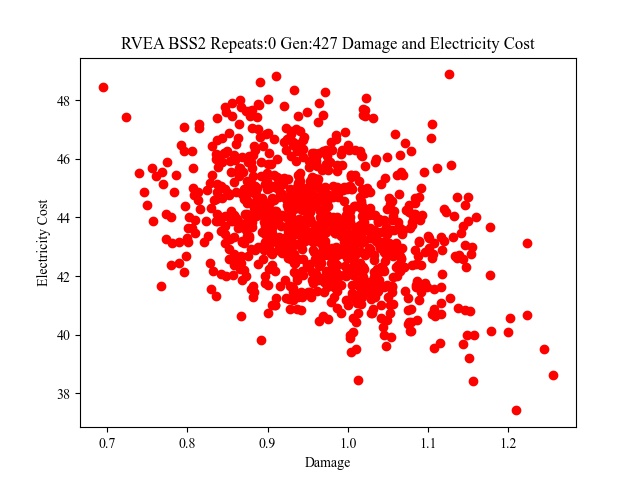 RVEA BSS2 Repeats:0 Gen:427 Damage and Electricity Cost
48
46
44
42
40
38
Electricity Cost
0.7 0.8 0.9 1.0 1.1 1.2
Damage